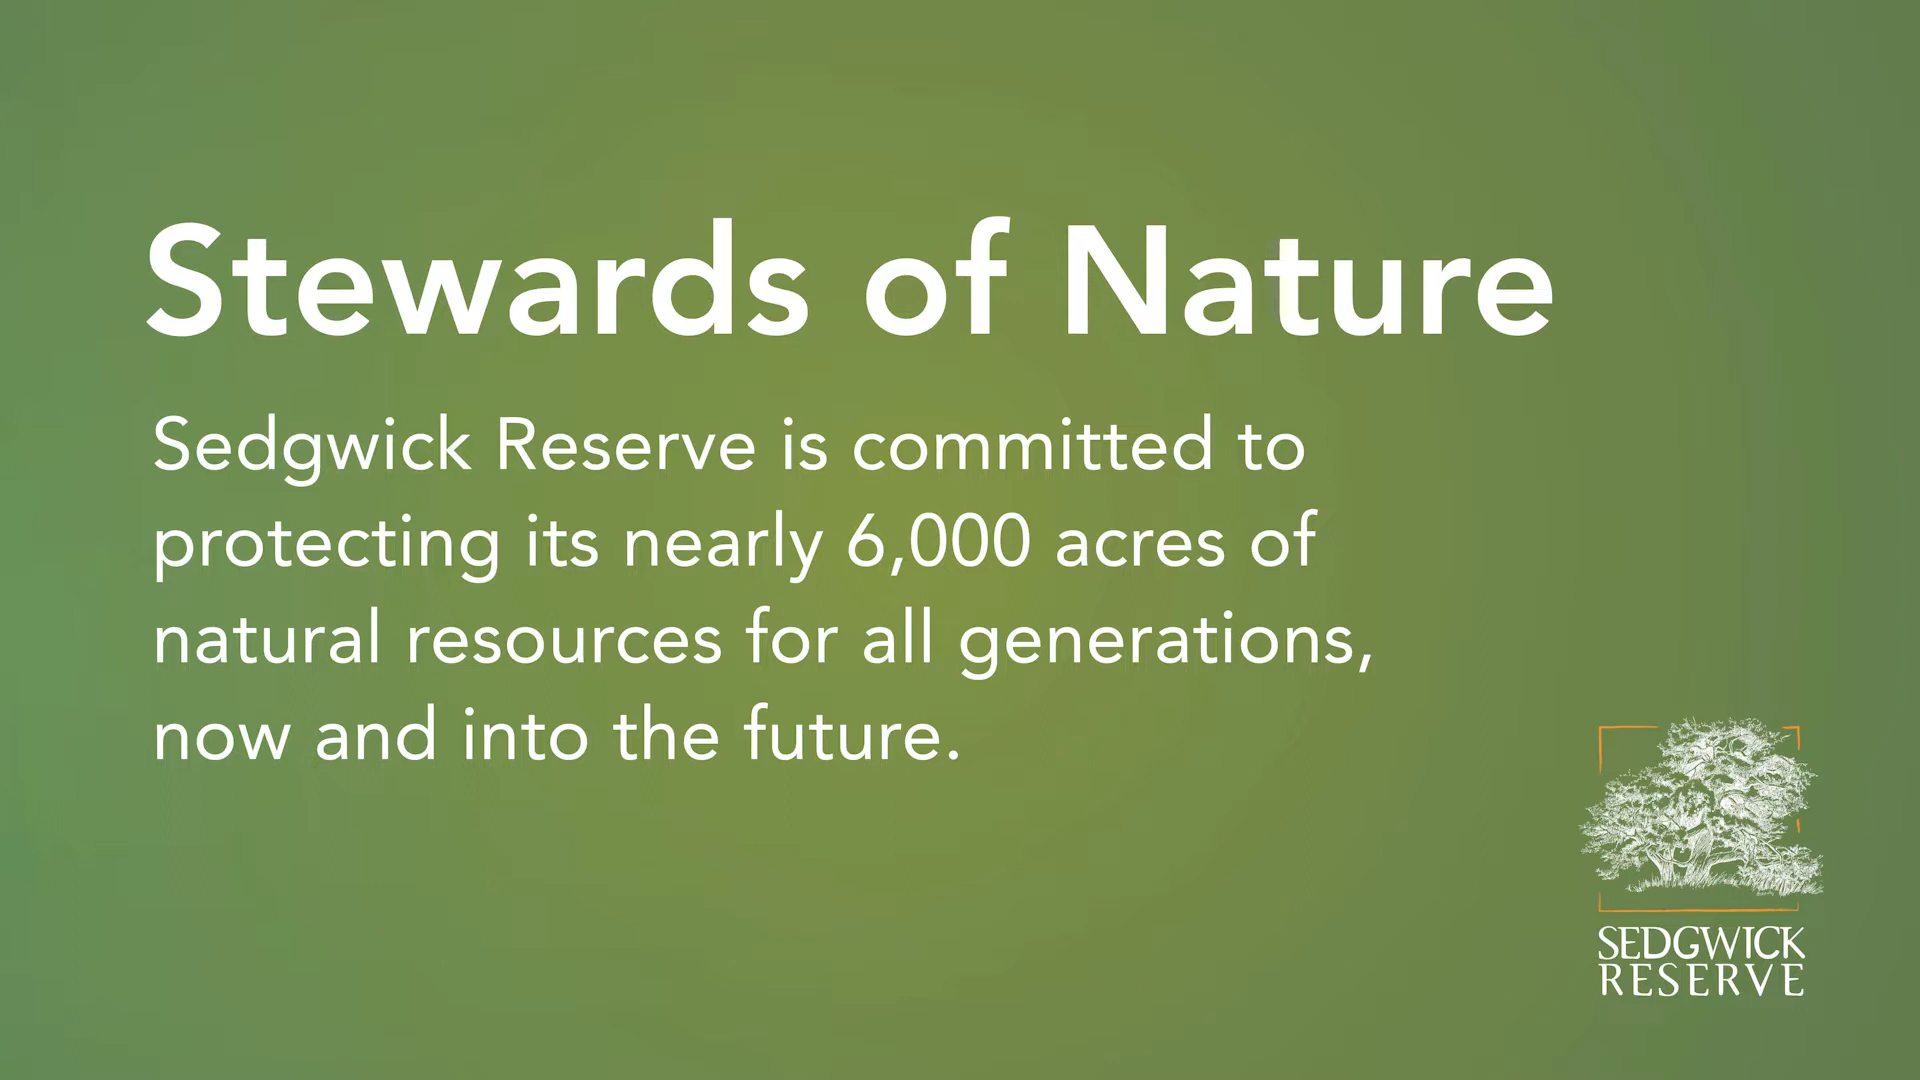 Stewards of Nature
Sedgwick Reserve is committed to
protecting its nearly 6,000 acres of
natural resources for all generations,
now and into the future.
SEDGWICK
RESERVE